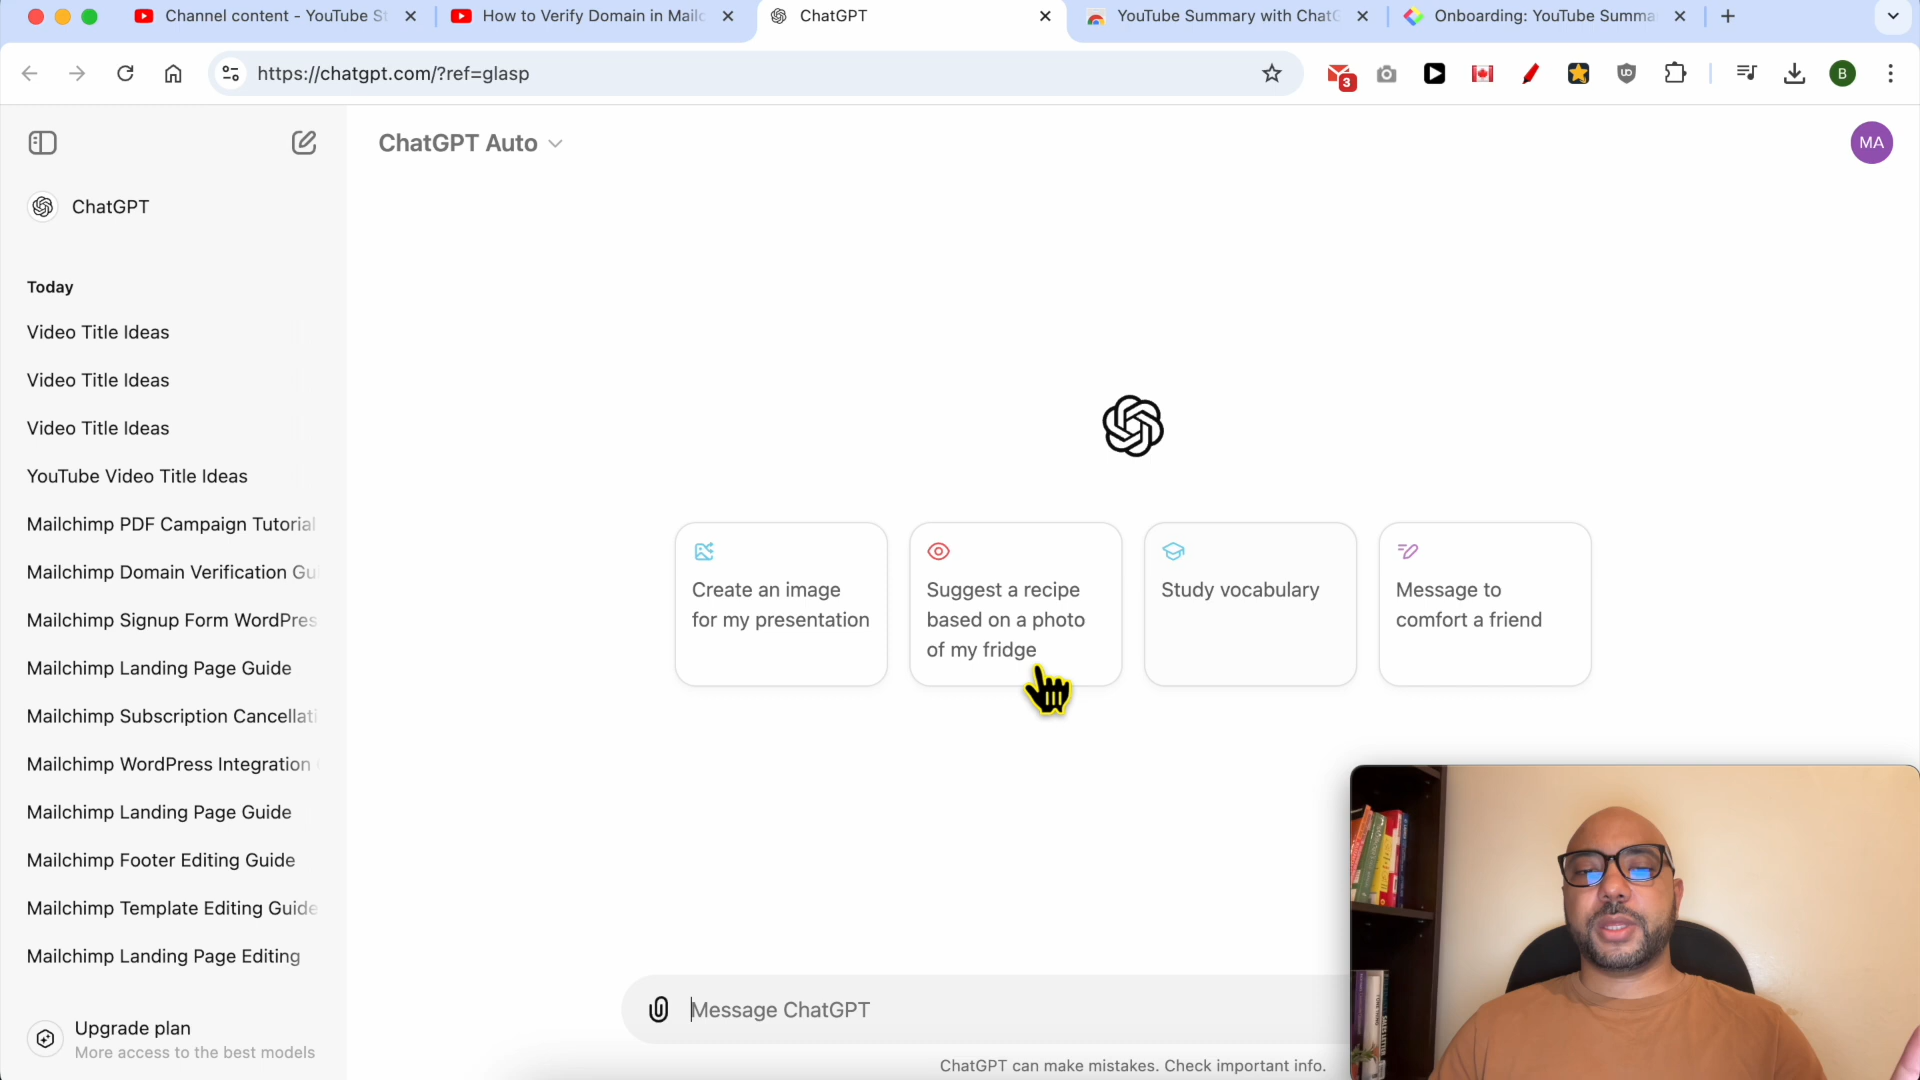 Channel content - YouTube St
How to Verify Domain in Mailc
ChatGPT
YouTube Summary with ChatG
Onboarding: YouTube Summa
https://chatgpt.com/?ref=glasp
3
B
ChatGPT Auto
MA
ChatGPT
Today
Video Title Ideas
Video Title Ideas
Video Title Ideas
YouTube Video Title Ideas
Mailchimp PDF Campaign Tutorial
Mailchimp Domain Verification Gui
Mailchimp Signup Form WordPres
Mailchimp Landing Page Guide
Mailchimp Subscription Cancellati
Mailchimp WordPress Integration
Mailchimp Landing Page Guide
Mailchimp Footer Editing Guide
Mailchimp Template Editing Guide
Mailchimp Landing Page Editing
Upgrade plan
More access to the best models
Create an image
for my presentation
Suggest a recipe
based on a photo
of my fridge
Study vocabulary
Message to
comfort a friend
Message ChatGPT
ChatGPT can make mistakes. Check important info.